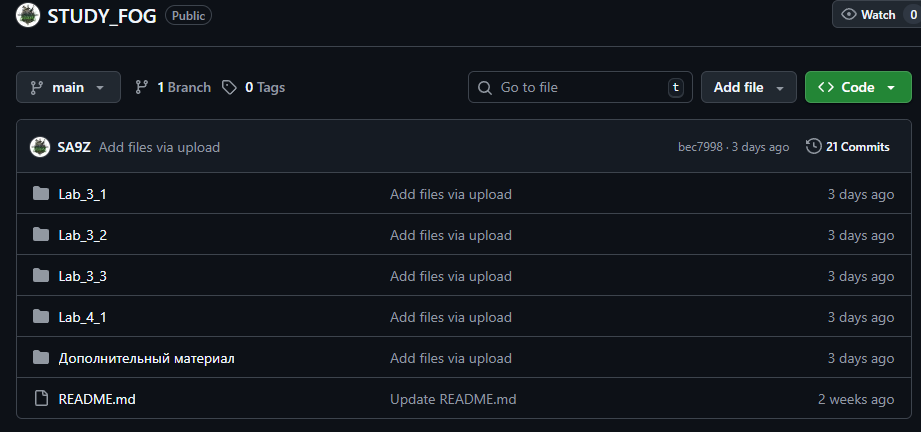 STUDY_FOG Public Watch 0
main 1 Branch 0 Tags Go to file t Add file Code
SA9Z Add files via upload bec7998 · 3 days ago 21 Commits
Lab_3_1 Add files via upload 3 days ago
Lab_3_2 Add files via upload 3 days ago
Lab_3_3 Add files via upload 3 days ago
Lab_4_1 Add files via upload 3 days ago
Дополнительный материал Add files via upload 3 days ago
README.md Update README.md 2 weeks ago